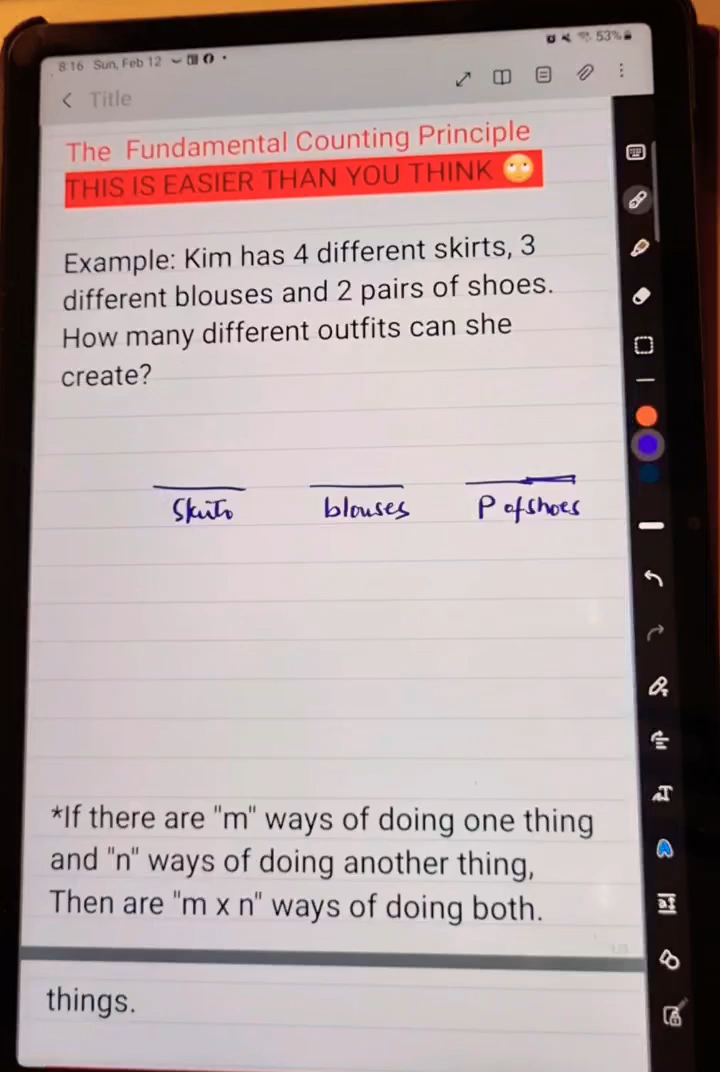 8:16 Sun, Feb 12
53%
Title
The Fundamental Counting Principle
THIS IS EASIER THAN YOU THINK 🙄
Example: Kim has 4 different skirts, 3
different blouses and 2 pairs of shoes.
How many different outfits can she
create?
Skirts blouses P of shoes
*If there are "m" ways of doing one thing
and "n" ways of doing another thing,
Then are "m x n" ways of doing both.
things.